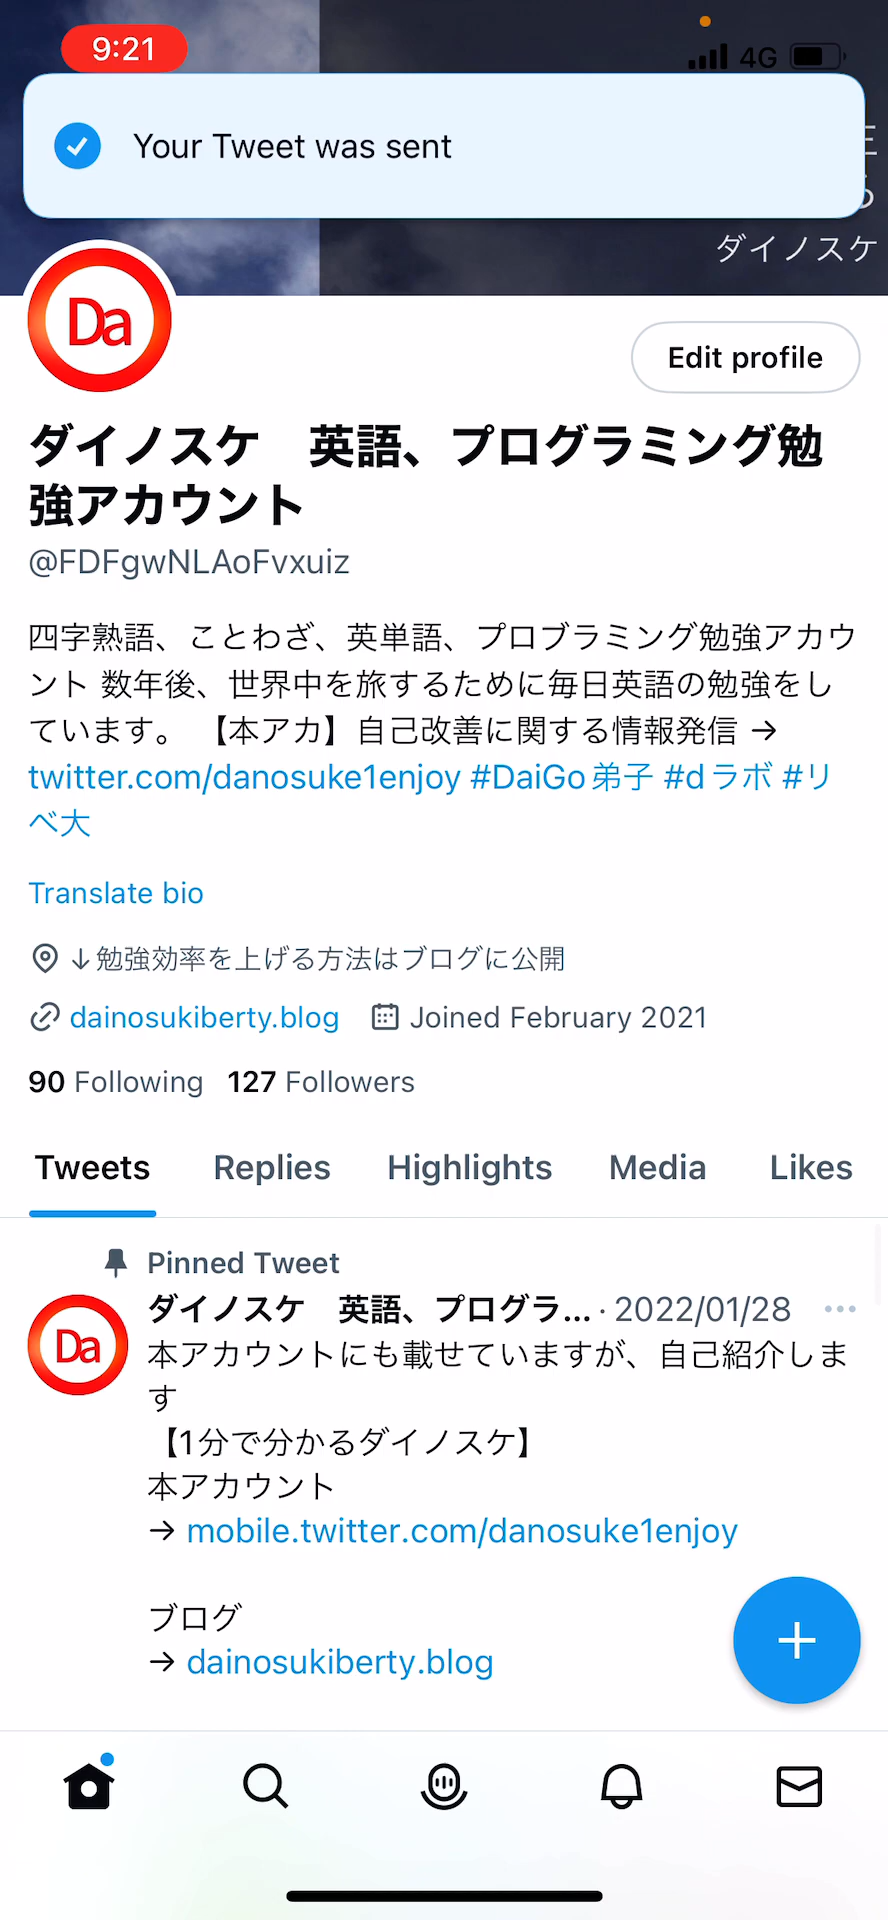 9:21
4G
Your Tweet was sent
ダイノスケ
Da
Edit profile
ダイノスケ　英語、プログラミング勉
強アカウント
@FDFgwNLAoFvxuiz
四字熟語、ことわざ、英単語、プロブラミング勉強アカウ
ント 数年後、世界中を旅するために毎日英語の勉強をし
ています。 【本アカ】自己改善に関する情報発信 →
twitter.com/danosuke1enjoy #DaiGo弟子 #dラボ #リ
べ大
Translate bio
↓勉強効率を上げる方法はブログに公開
dainosukiberty.blog Joined February 2021
90 Following 127 Followers
Tweets Replies Highlights Media Likes
Pinned Tweet
ダイノスケ　英語、プログラ... · 2022/01/28
Da
本アカウントにも載せていますが、自己紹介しま
す
【1分で分かるダイノスケ】
本アカウント
→ mobile.twitter.com/danosuke1enjoy
ブログ
→ dainosukiberty.blog